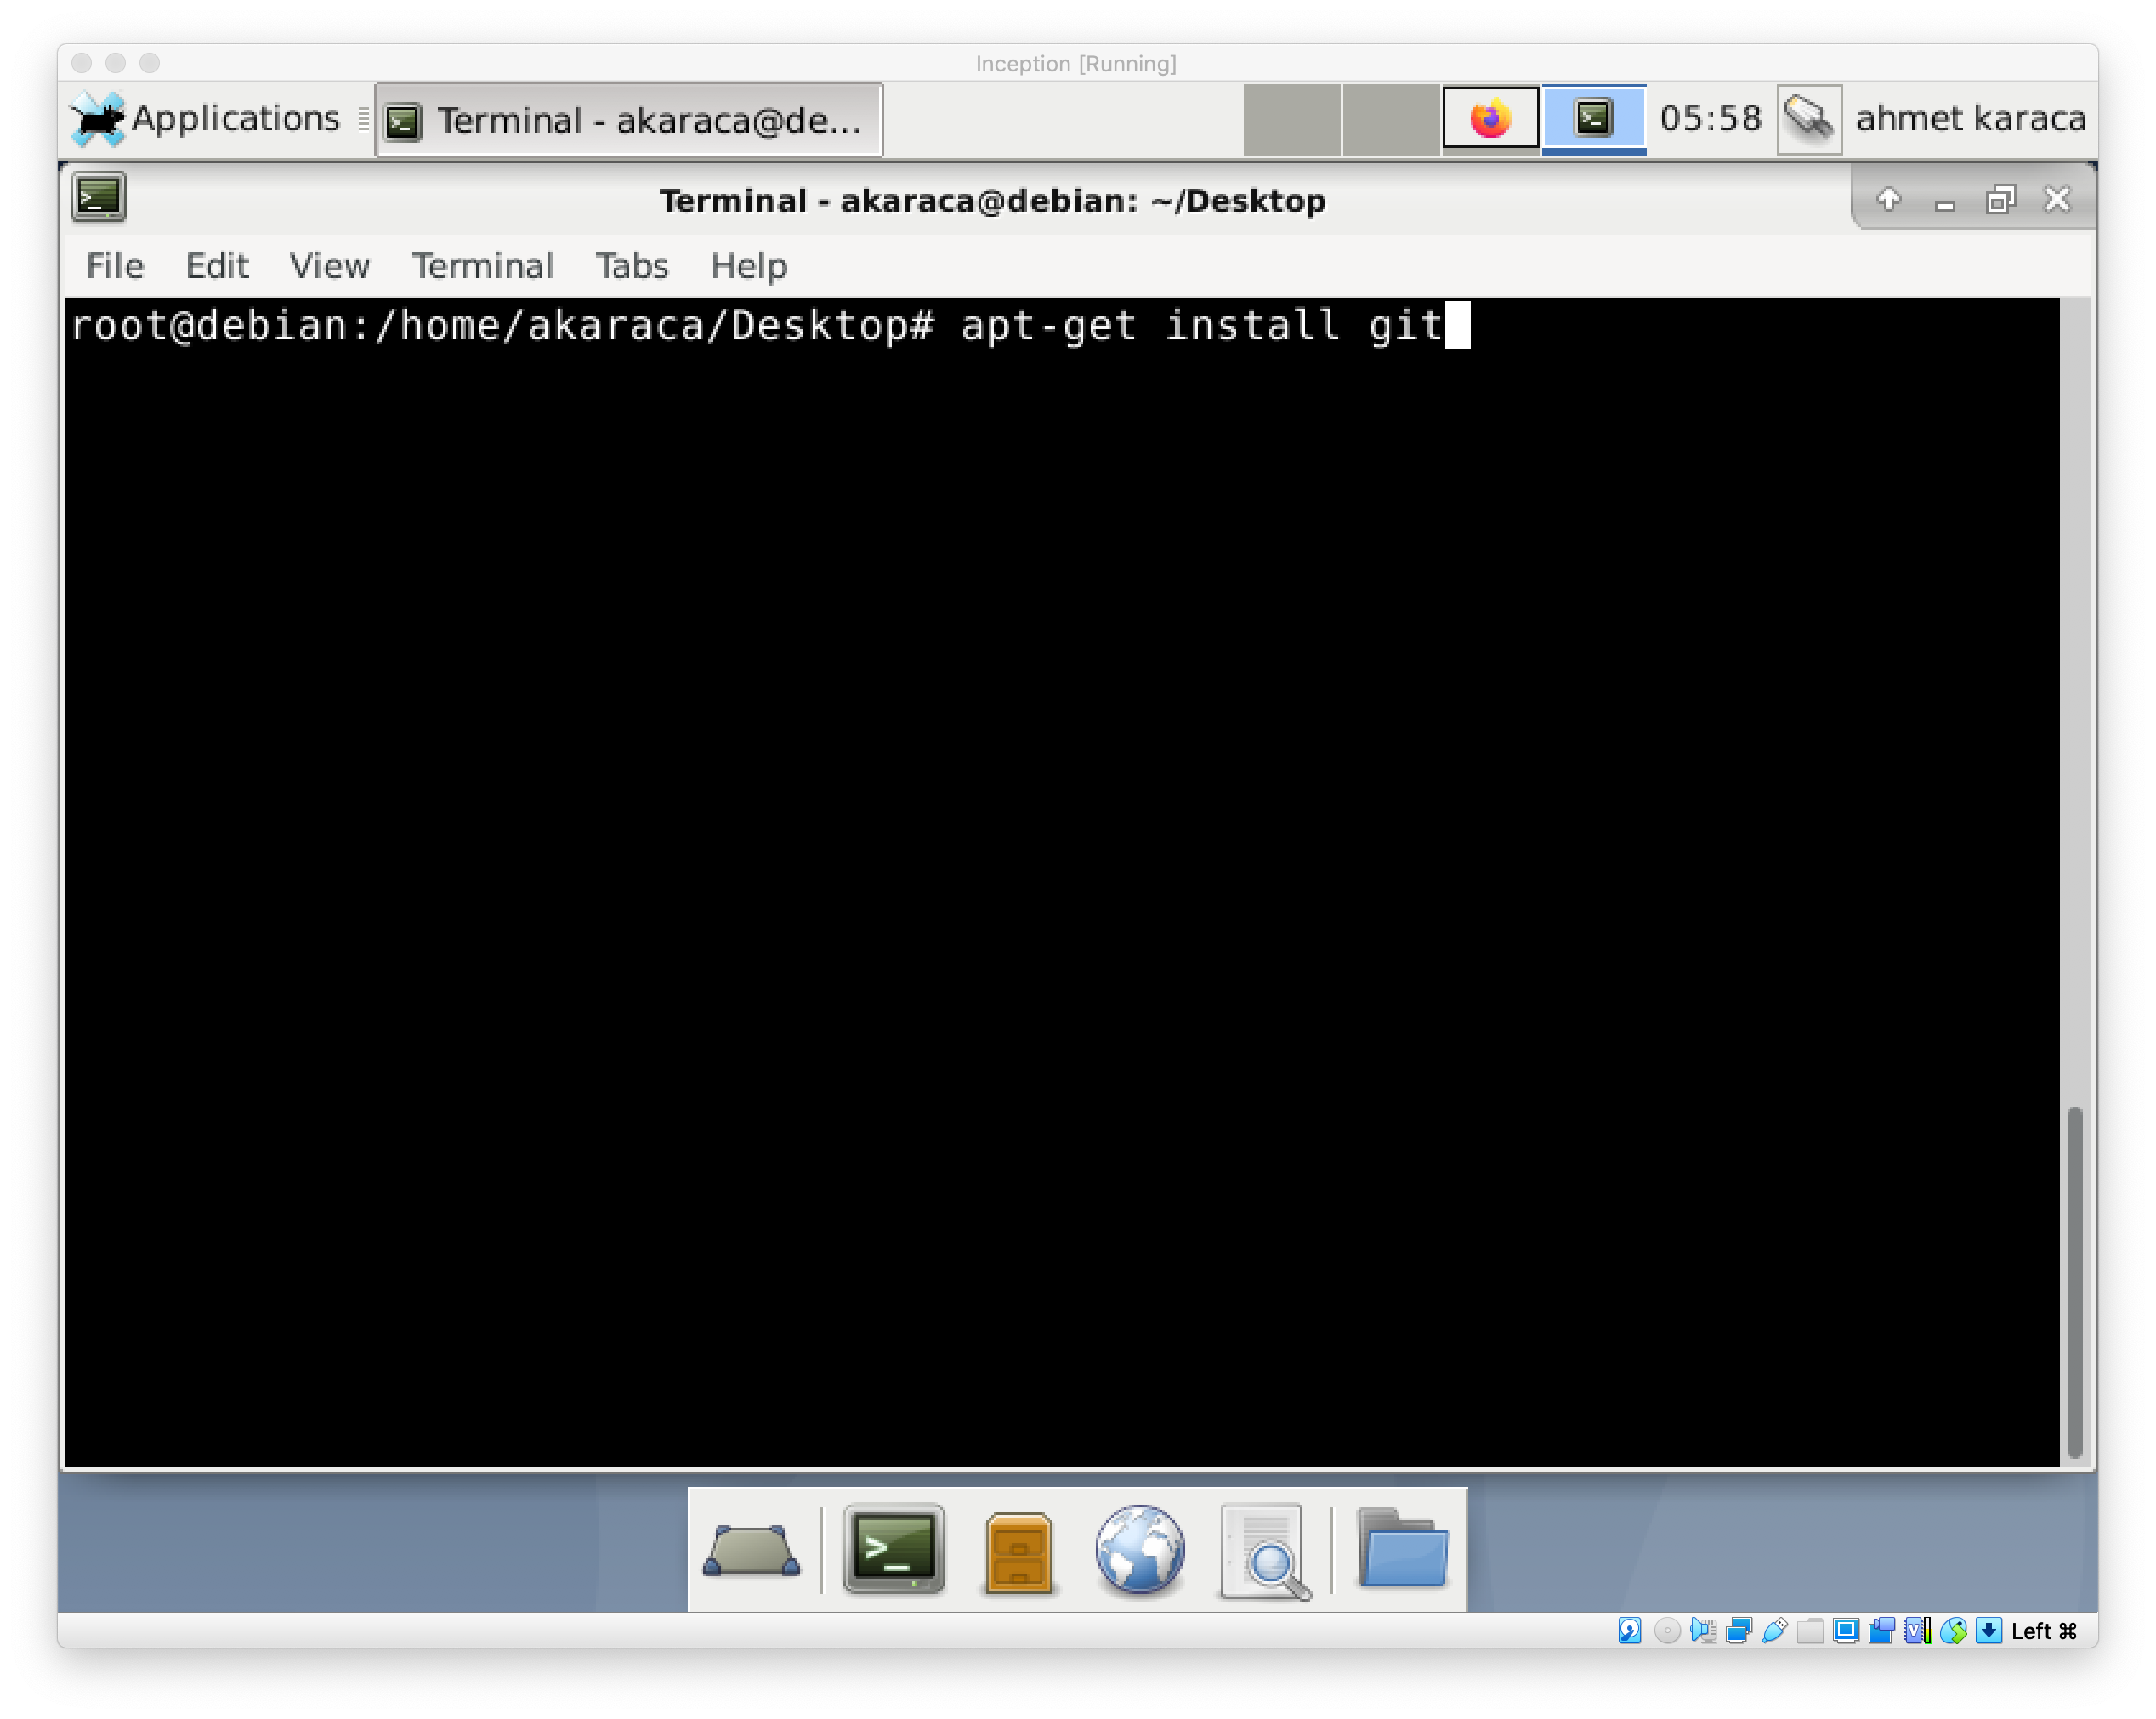 Inception [Running]
Applications
Terminal - akaraca@de...
05:58
ahmet karaca
Terminal - akaraca@debian: ~/Desktop
File Edit View Terminal Tabs Help
root@debian:/home/akaraca/Desktop# apt-get install git
Left ⌘